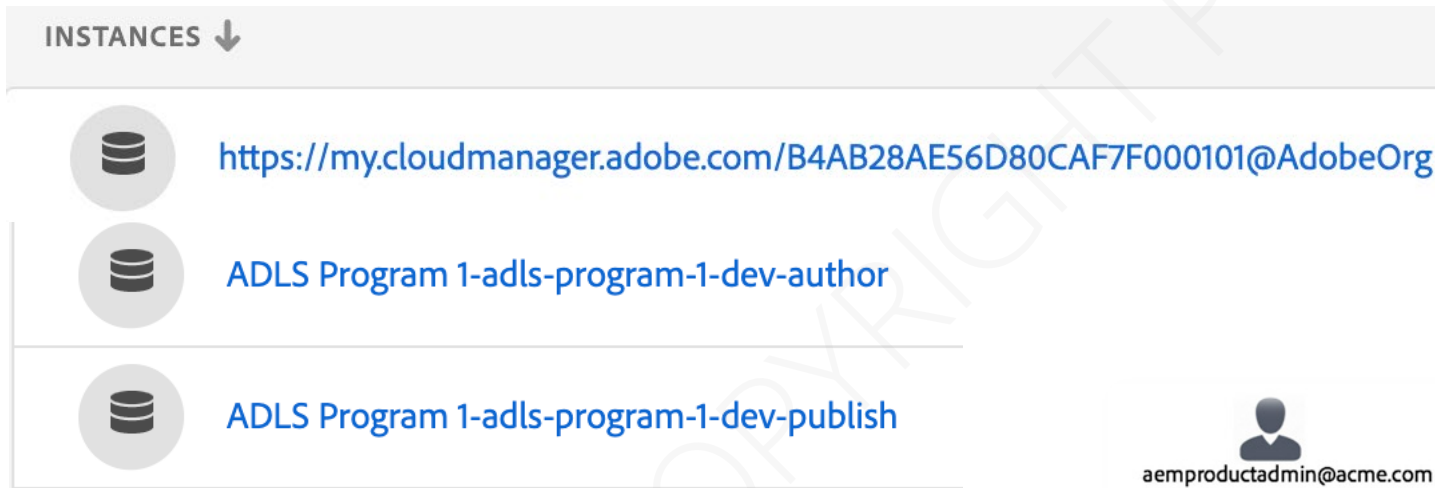 INSTANCES
https://my.cloudmanager.adobe.com/B4AB28AE56D80CAF7F000101@AdobeOrg
ADLS Program 1-adls-program-1-dev-author
ADLS Program 1-adls-program-1-dev-publish
aemproductadmin@acme.com
OPYRIGHT P